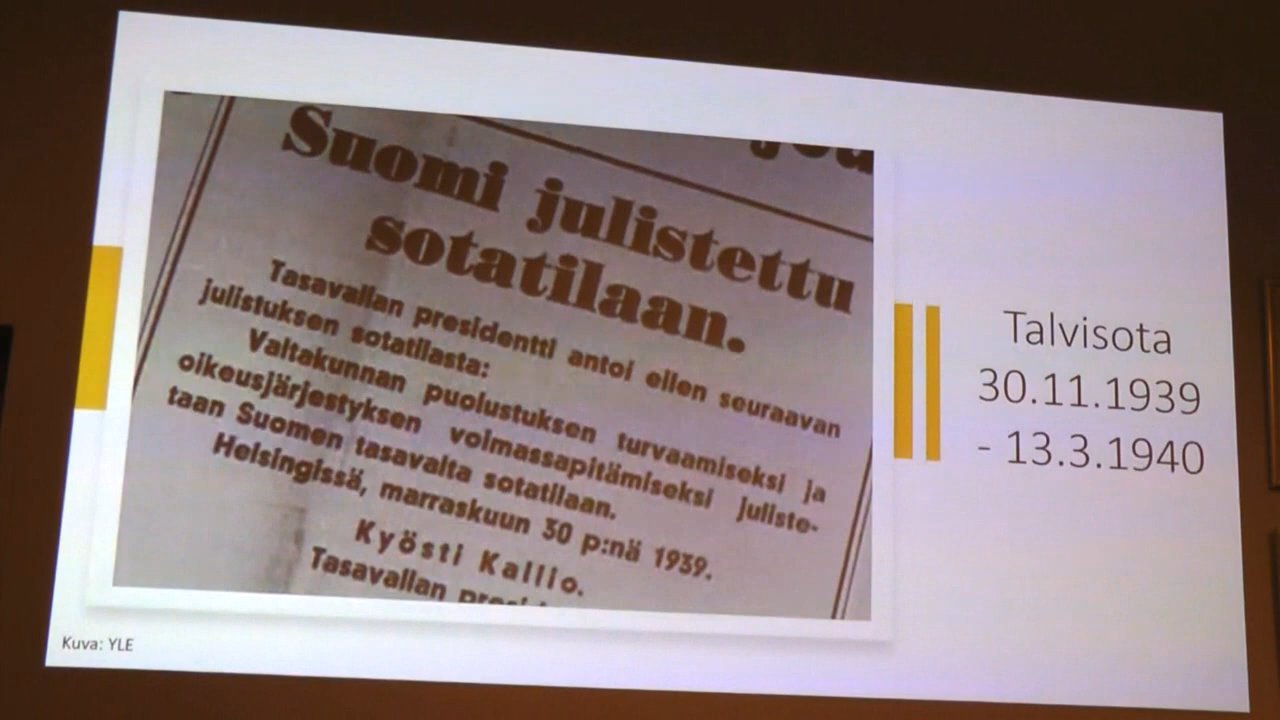 Suomi julistettu
sotatilaan.
Tasavallan presidentti antoi eilen seuraavan
julistuksen sotatilasta:
Valtakunnan puolustuksen turvaamiseksi ja
oikeusjärjestyksen voimassapitämiseksi juliste-
taan Suomen tasavalta sotatilaan.
Helsingissä, marraskuun 30 p:nä 1939.
Kyösti Kallio.
Tasavallan
Talvisota
30.11.1939
- 13.3.1940
Kuva: YLE